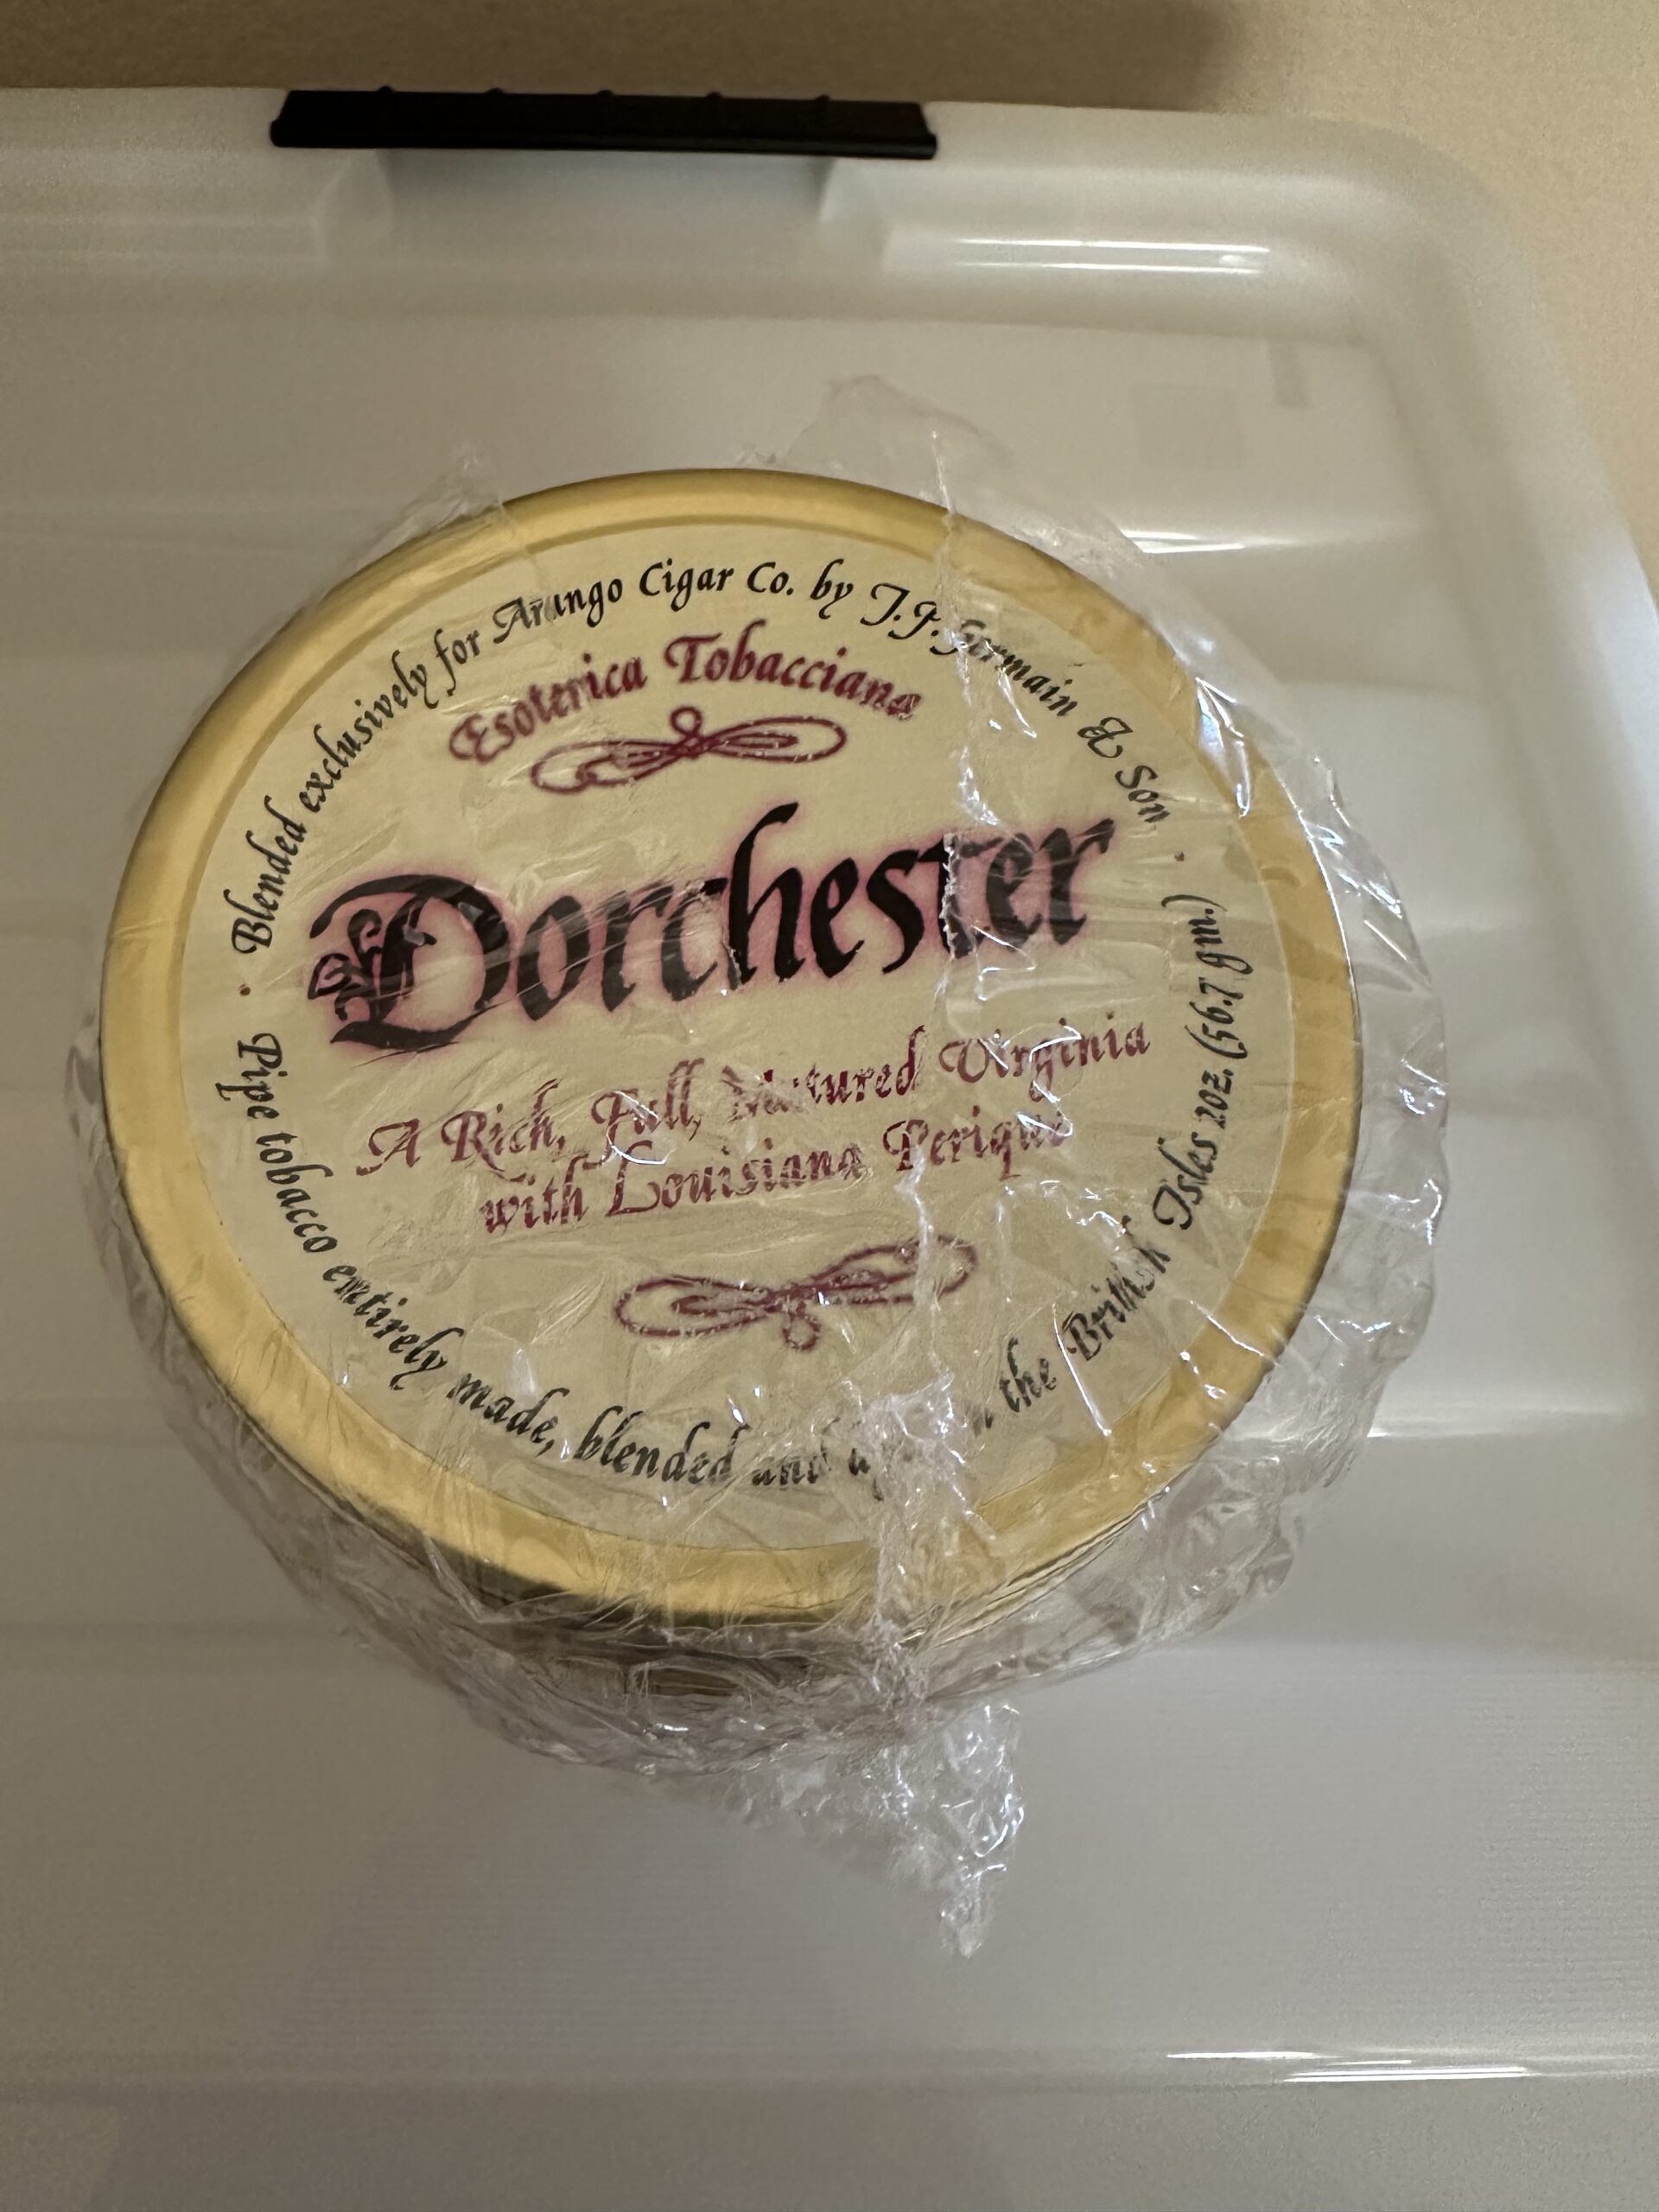 Blended exclusively for Arango Cigar Co. by J.F. Germain & Son
Esoterica Tobacciana
Dorchester
A Rich, Full, Matured Virginia
with Louisiana Perique
Pipe tobacco entirely made, blended and the British Isles 2oz. (56.7 gm.)